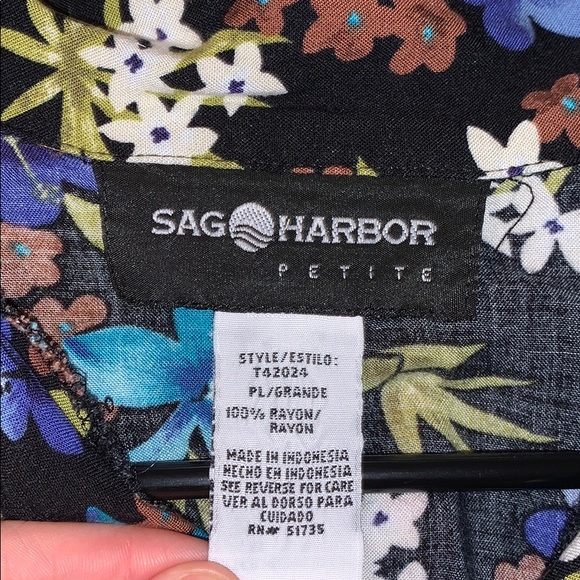 SAG HARBOR
PETITE
STYLE/ESTILO:
T42024
PL/GRANDE
100% RAYON/
RAYON
MADE IN INDONESIA
HECHO EN INDONESIA
SEE REVERSE FOR CARE
VER AL DORSO PARA
CUIDADO
RN# 51735